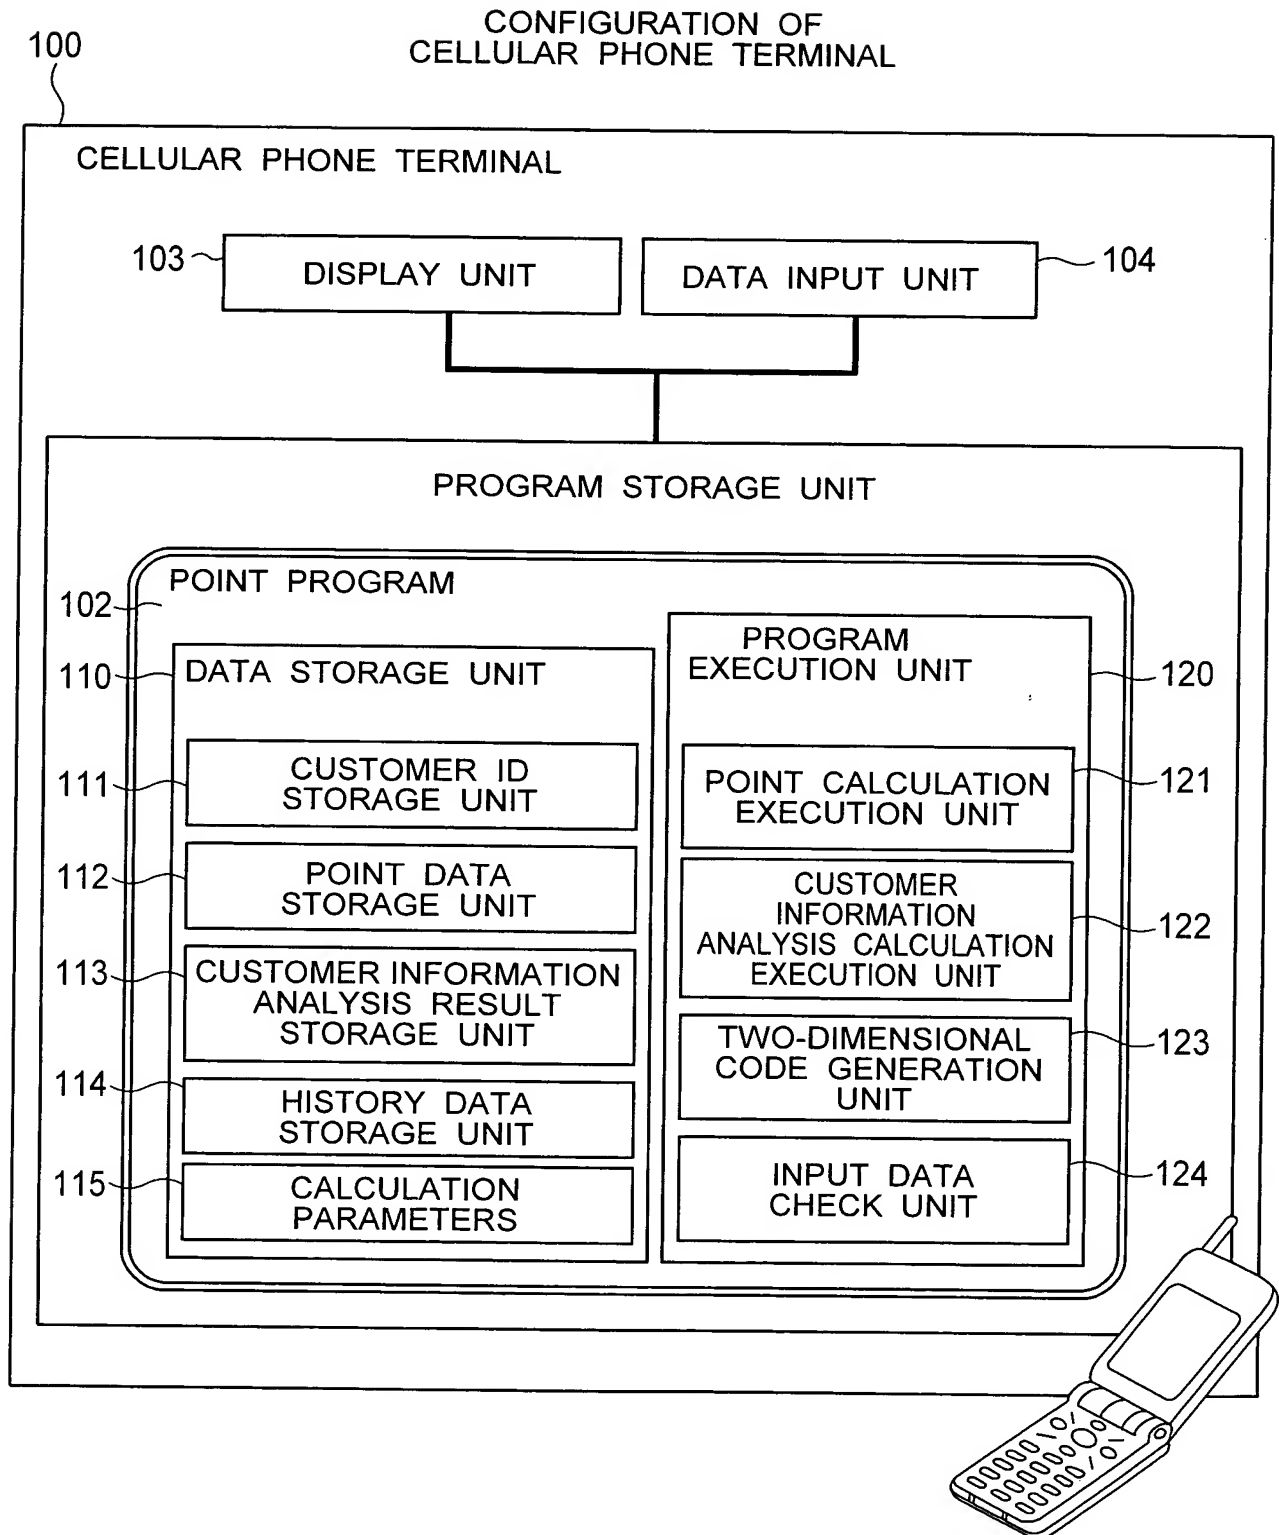 CONFIGURATION OF
CELLULAR PHONE TERMINAL
100
CELLULAR PHONE TERMINAL
103
DISPLAY UNIT
DATA INPUT UNIT
104
PROGRAM STORAGE UNIT
POINT PROGRAM
102
110
DATA STORAGE UNIT
111
CUSTOMER ID
STORAGE UNIT
112
POINT DATA
STORAGE UNIT
113
CUSTOMER INFORMATION
ANALYSIS RESULT
STORAGE UNIT
114
HISTORY DATA
STORAGE UNIT
115
CALCULATION
PARAMETERS
PROGRAM
EXECUTION UNIT
120
POINT CALCULATION
EXECUTION UNIT
121
CUSTOMER
INFORMATION
ANALYSIS CALCULATION
EXECUTION UNIT
122
TWO-DIMENSIONAL
CODE GENERATION
UNIT
123
INPUT DATA
CHECK UNIT
124